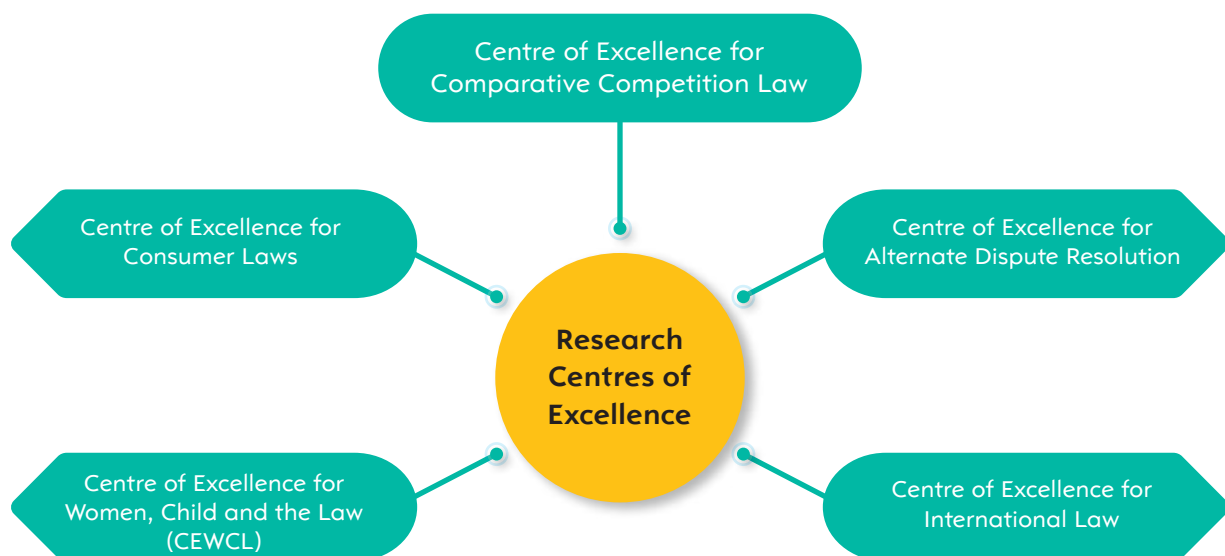 Centre of Excellence for
Comparative Competition Law
Centre of Excellence for
Consumer Laws
Centre of Excellence for
Alternate Dispute Resolution
Research
Centres of
Excellence
Centre of Excellence for
Women, Child and the Law
(CEWCL)
Centre of Excellence for
International Law